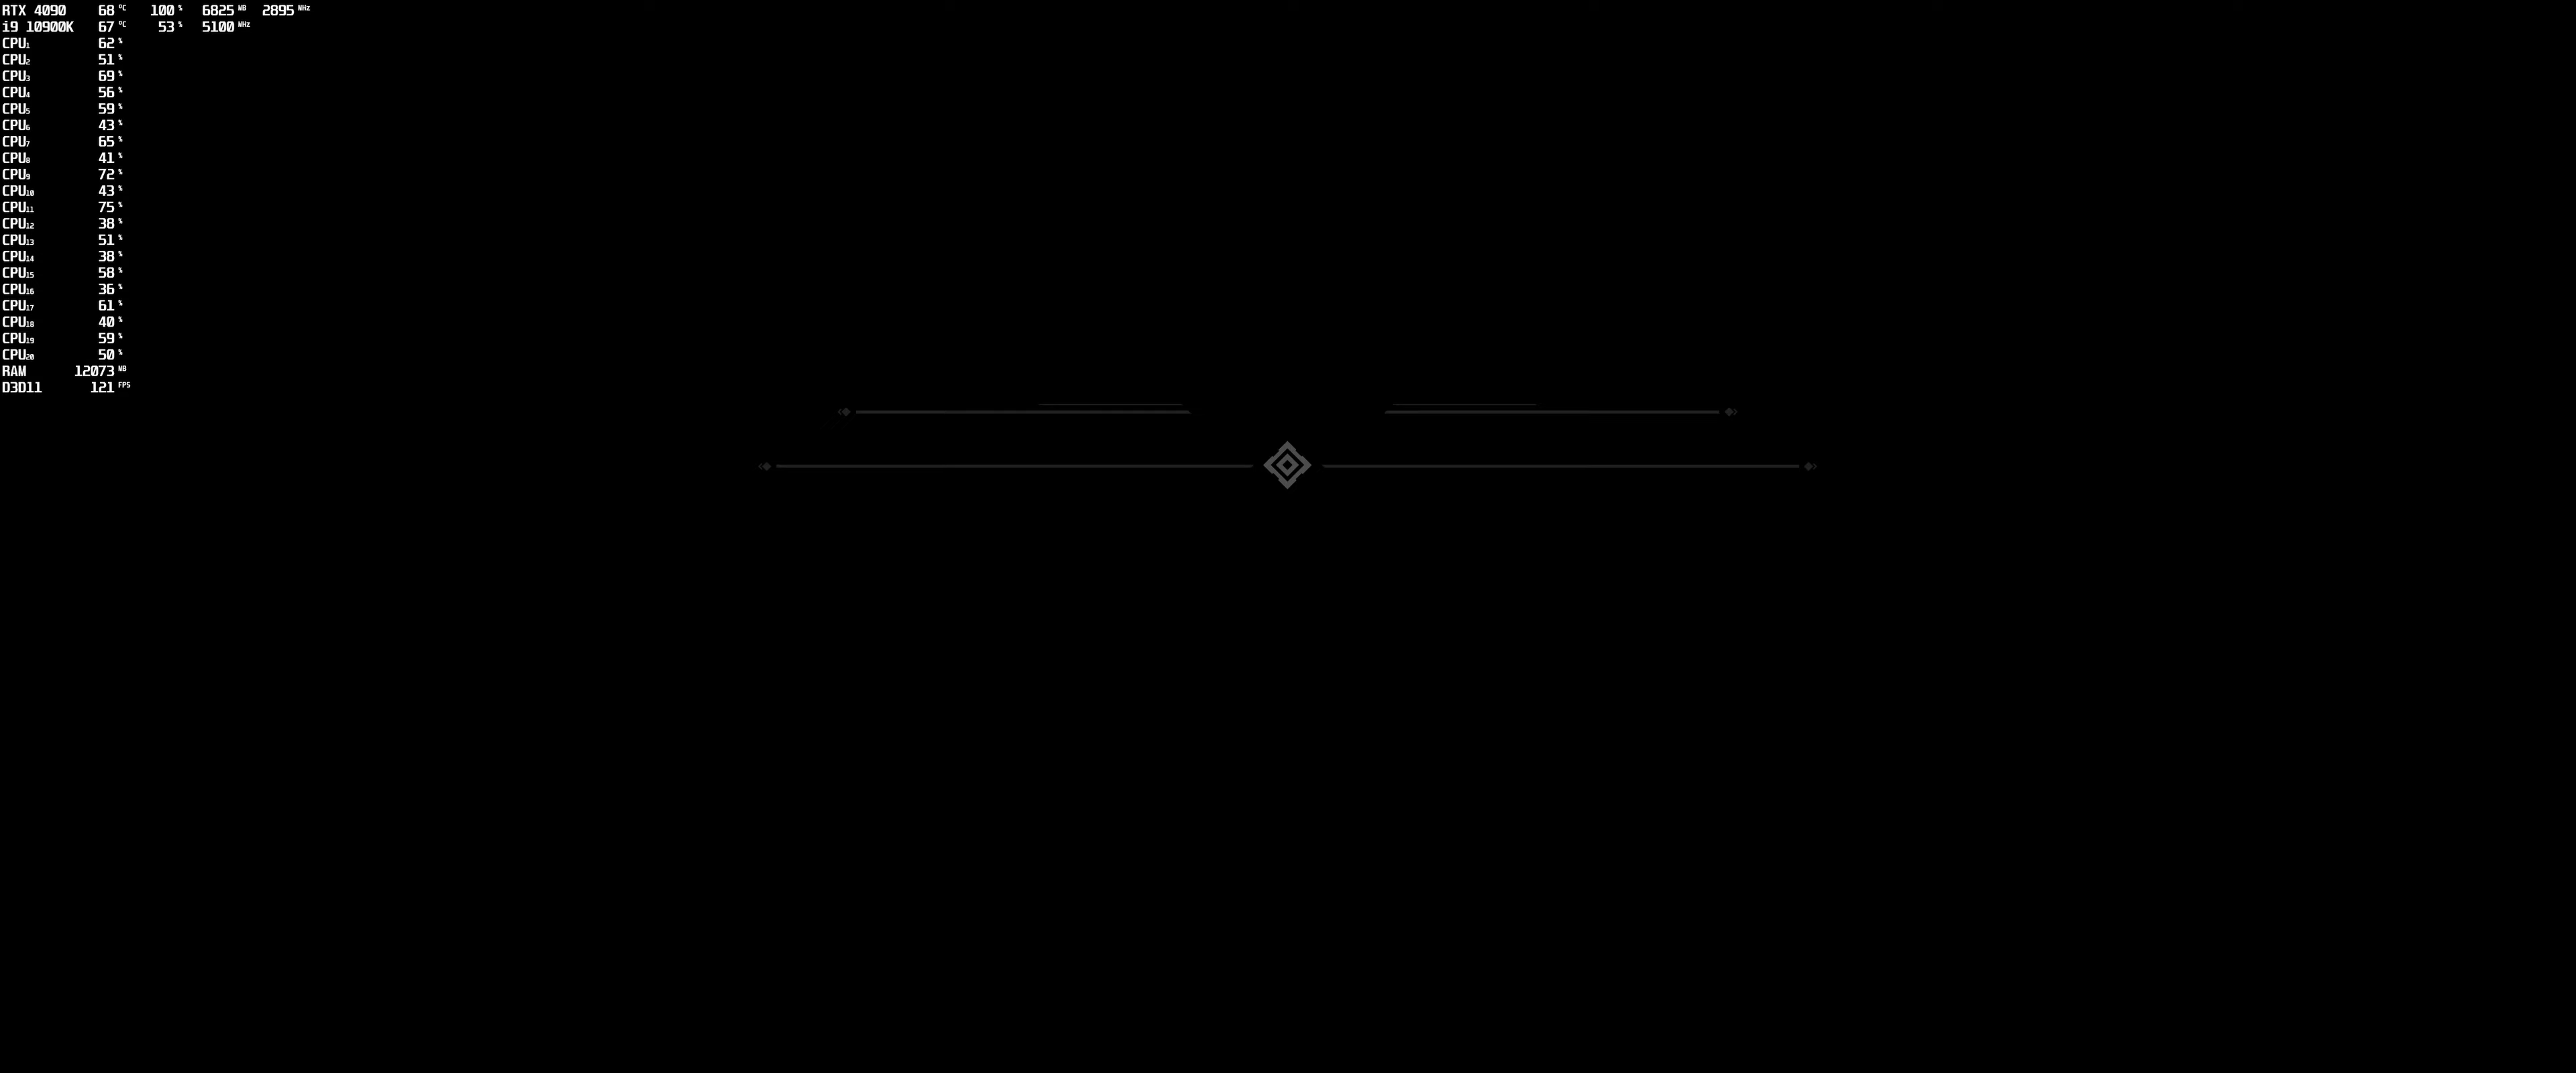 RTX 4090 68 °C 100 % 6825 MB 2895 MHz
i9 10900K 67 °C 53 % 5100 MHz
CPU1 62 %
CPU2 51 %
CPU3 69 %
CPU4 56 %
CPU5 59 %
CPU6 43 %
CPU7 65 %
CPU8 41 %
CPU9 72 %
CPU10 43 %
CPU11 75 %
CPU12 38 %
CPU13 51 %
CPU14 38 %
CPU15 58 %
CPU16 36 %
CPU17 61 %
CPU18 40 %
CPU19 59 %
CPU20 50 %
RAM 12073 MB
D3D11 121 FPS